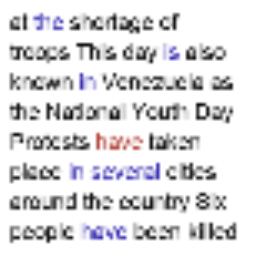 at the shortage of
troops This day is also
known in Venezuela as
the National Youth Day
Protests have taken
place in several cities
around the country Six
people have been killed